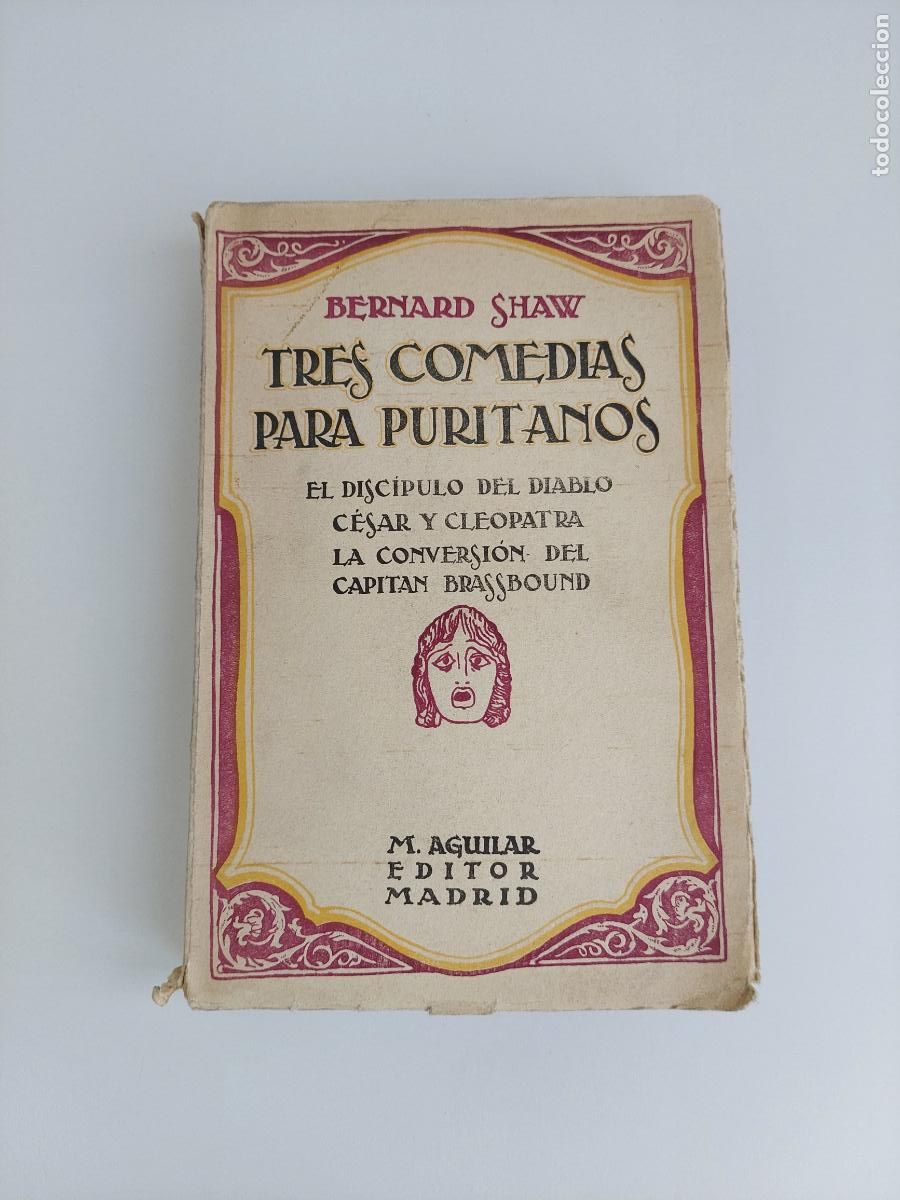 todocoleccion
BERNARD SHAW
TRES COMEDIAS
PARA PURITANOS
EL DISCÍPULO DEL DIABLO
CÉSAR Y CLEOPATRA
LA CONVERSIÓN DEL
CAPITAN BRASSBOUND
M. AGUILAR
EDITOR
MADRID